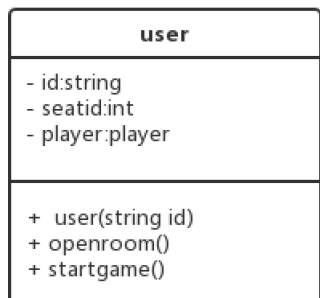 user
- id:string
- seatid:int
- player:player
+ user(string id)
+ openroom()
+ startgame()